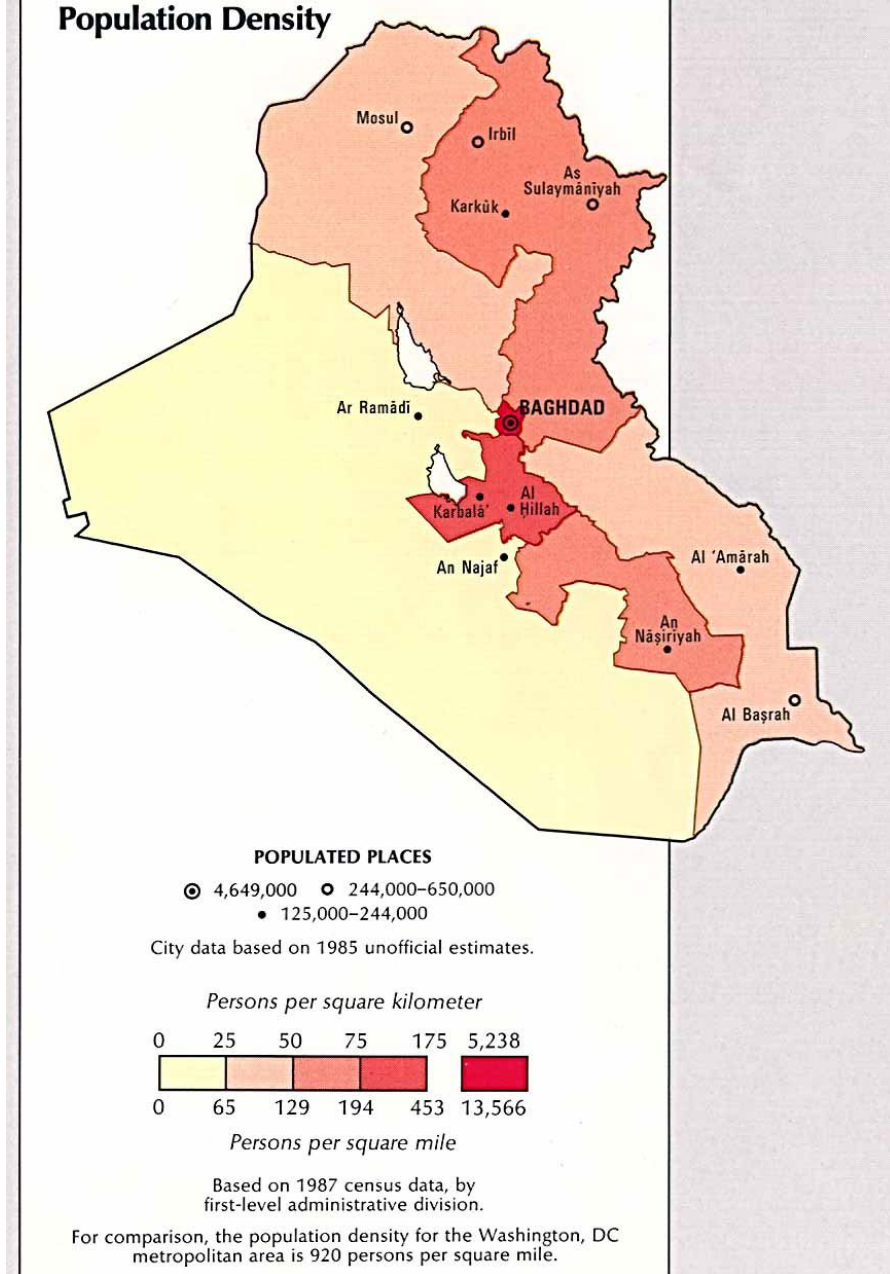 Population Density
Mosul
Irbīl
As
Sulaymānīyah
Karkūk
BAGHDAD
Ar Ramādī
Karbalā'
Al
Ḥillah
An Najaf
Al 'Amārah
An
Nāşirīyah
Al Başrah
POPULATED PLACES
4,649,000 244,000–650,000
125,000–244,000
City data based on 1985 unofficial estimates.
Persons per square kilometer
0 25 50 75 175 5,238
0 65 129 194 453 13,566
Persons per square mile
Based on 1987 census data, by
first-level administrative division.
For comparison, the population density for the Washington, DC
metropolitan area is 920 persons per square mile.